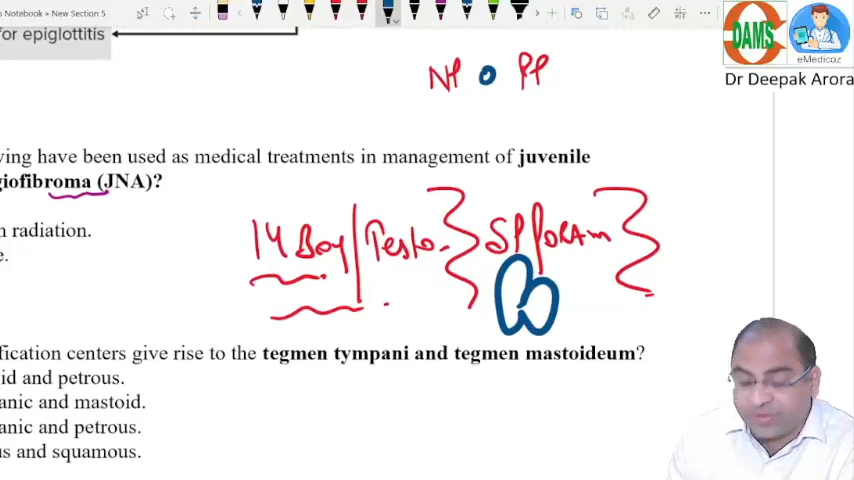 s Notebook » New Section 5
for epiglottitis
DAMS
eMedicoz
Dr Deepak Arora
NP PP
ving have been used as medical treatments in management of juvenile
giofibroma (JNA)?
n radiation.
e.
14 Boy / Testo. SP foram
fication centers give rise to the tegmen tympani and tegmen mastoideum?
id and petrous.
anic and mastoid.
anic and petrous.
us and squamous.